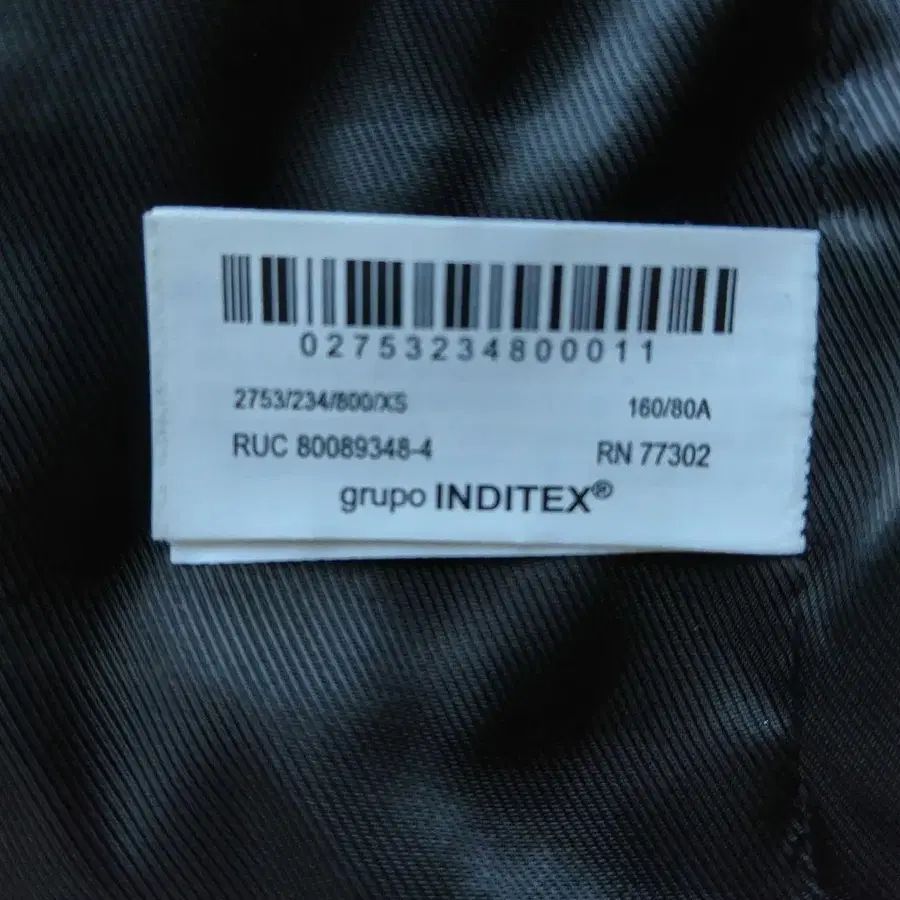 02753234800011
2753/234/800/XS 160/80A
RUC 80089348-4 RN 77302
grupo INDITEX®